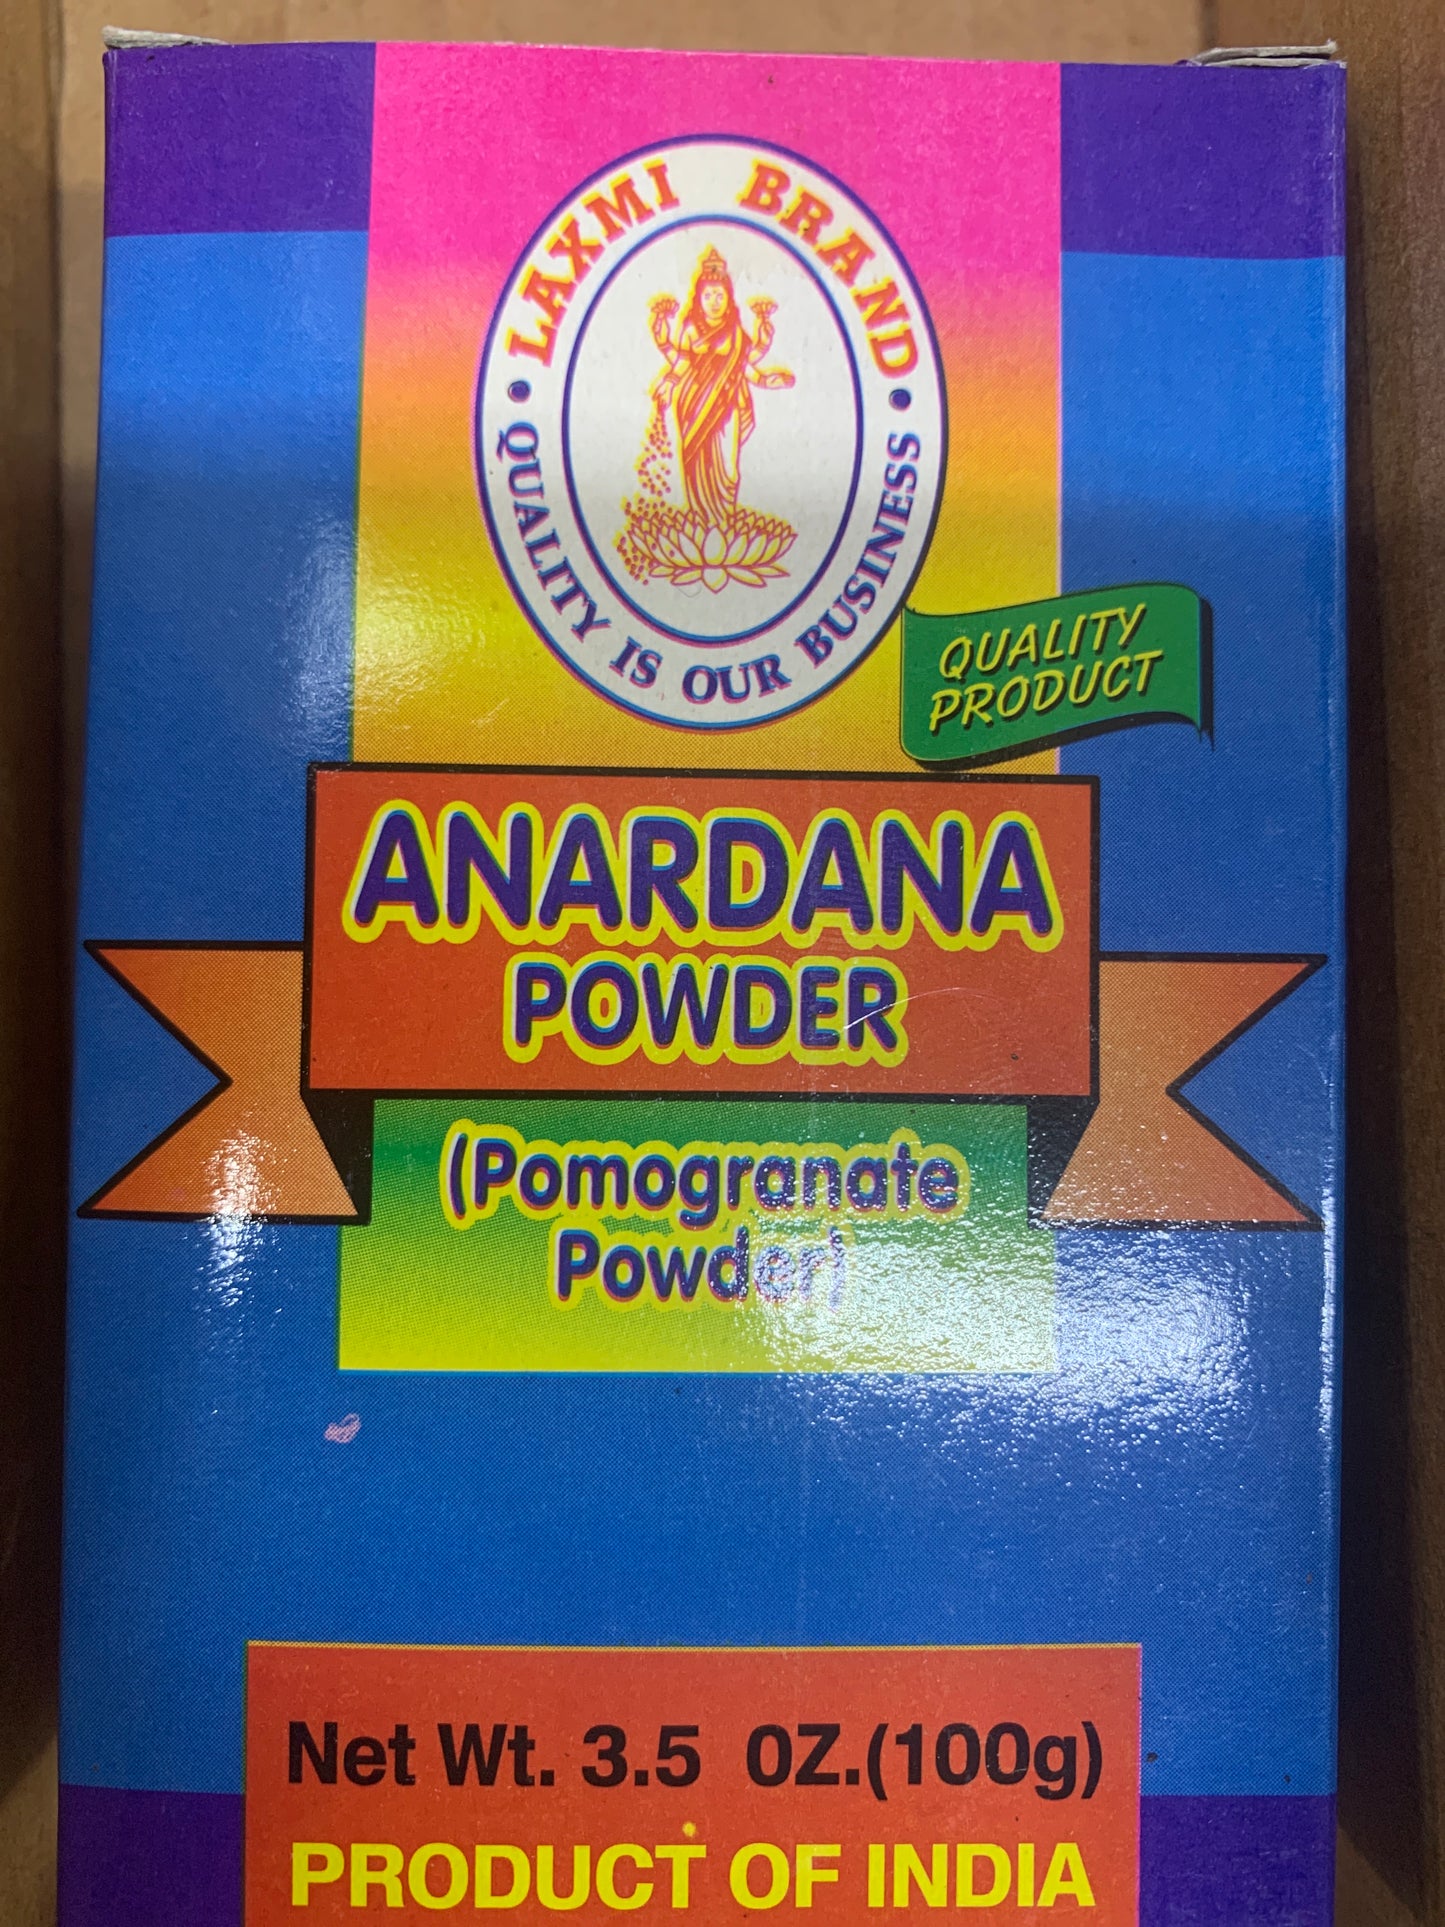 LAXMI BRAND
• QUALITY IS OUR BUSINESS •
QUALITY
PRODUCT
ANARDANA
POWDER
(Pomogranate
Powder)
Net Wt. 3.5 OZ.(100g)
PRODUCT OF INDIA